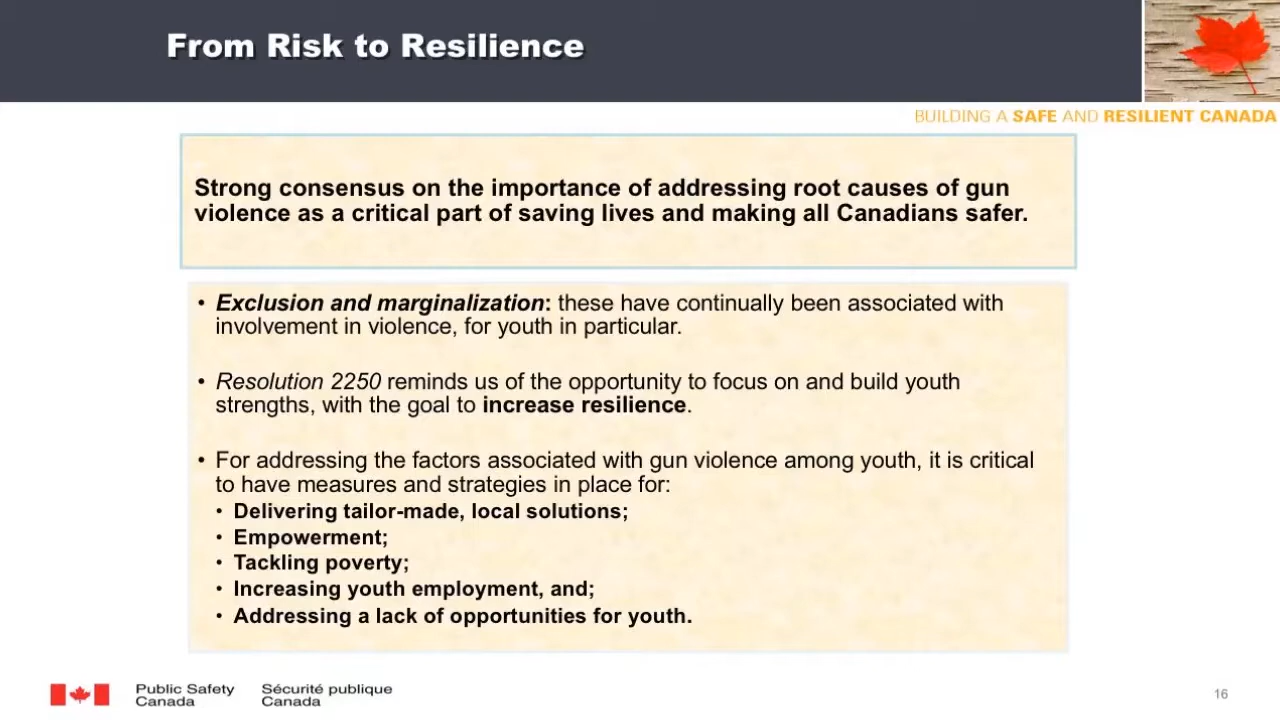 From Risk to Resilience
BUILDING A SAFE AND RESILIENT CANADA
Strong consensus on the importance of addressing root causes of gun
violence as a critical part of saving lives and making all Canadians safer.
• Exclusion and marginalization: these have continually been associated with
involvement in violence, for youth in particular.
• Resolution 2250 reminds us of the opportunity to focus on and build youth
strengths, with the goal to increase resilience.
• For addressing the factors associated with gun violence among youth, it is critical
to have measures and strategies in place for:
• Delivering tailor-made, local solutions;
• Empowerment;
• Tackling poverty;
• Increasing youth employment, and;
• Addressing a lack of opportunities for youth.
Public Safety
Canada
Sécurité publique
Canada
16